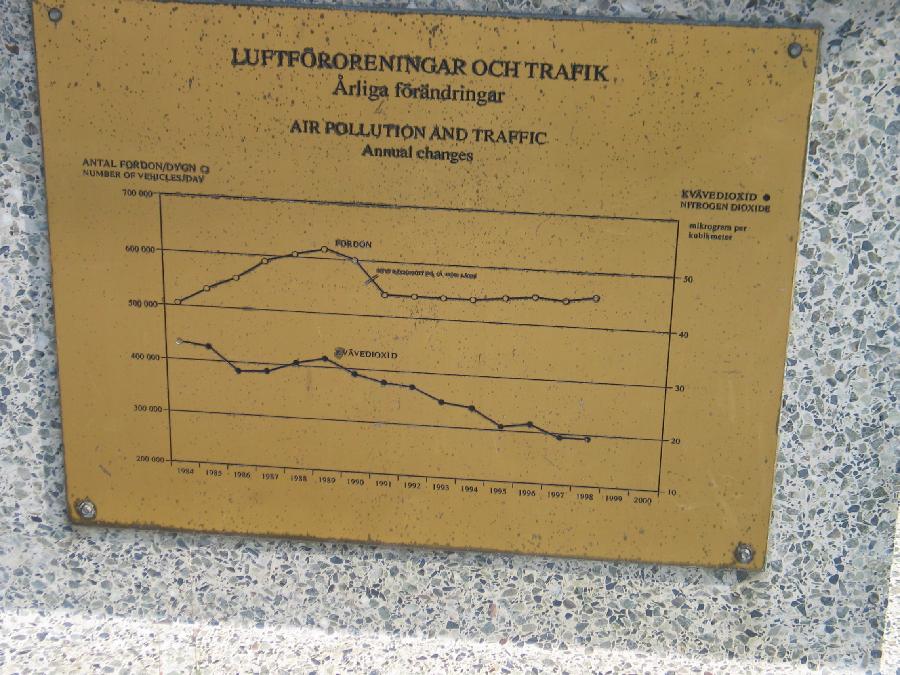 LUFTFÖRORENINGAR OCH TRAFIK
Årliga förändringar
AIR POLLUTION AND TRAFFIC
Annual changes
ANTAL FORDON/DYGN
NUMBER OF VEHICLES/DAY
KVÄVEDIOXID
NITROGEN DIOXIDE
mikrogram per
kubikmeter
700 000
600 000
500 000
400 000
300 000
200 000
FORDON
KVÄVEDIOXID
50
40
30
20
10
1984 1985 1986 1987 1988 1989 1990 1991 1992 1993 1994 1995 1996 1997 1998 1999 2000